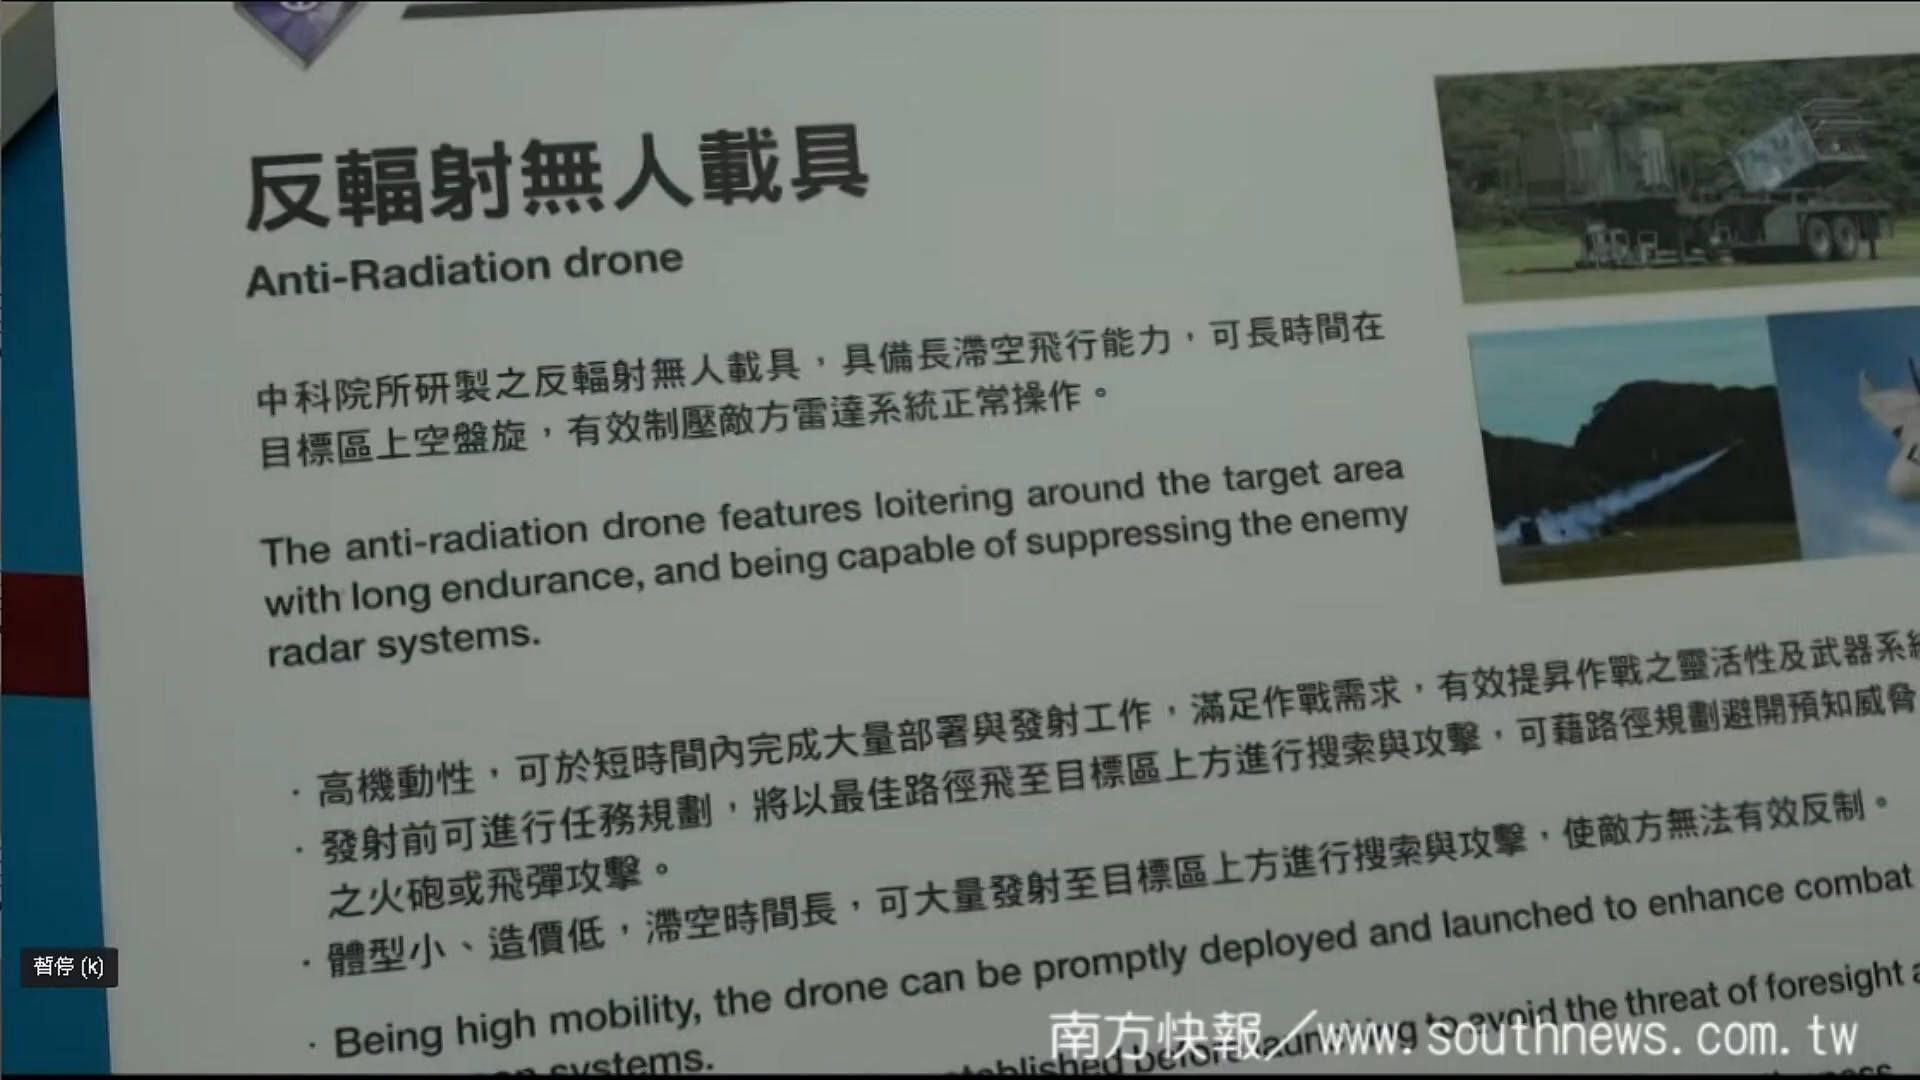 反輻射無人載具
Anti-Radiation drone
中科院所研製之反輻射無人載具，具備長滯空飛行能力，可長時間在
目標區上空盤旋，有效制壓敵方雷達系統正常操作。
The anti-radiation drone features loitering around the target area
with long endurance, and being capable of suppressing the enemy
radar systems.
· 高機動性，可於短時間內完成大量部署與發射工作，滿足作戰需求，有效提昇作戰之靈活性及武器系統
· 發射前可進行任務規劃，將以最佳路徑飛至目標區上方進行搜索與攻擊，可藉路徑規劃避開預知威脅
之火砲或飛彈攻擊。
· 體型小、造價低，滯空時間長，可大量發射至目標區上方進行搜索與攻擊，使敵方無法有效反制。
· Being high mobility, the drone can be promptly deployed and launched to enhance combat
systems.
before launching to avoid the threat of foresight
暫停 (k)
南方快報／www.southnews.com.tw